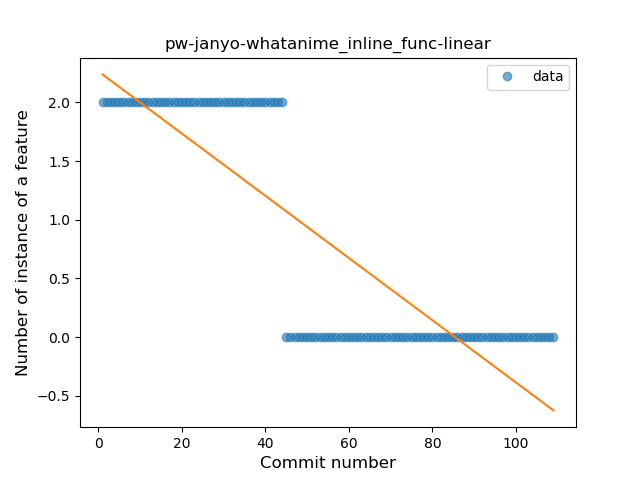 pw-janyo-whatanime_inline_func-linear
data
Number of instance of a feature
2.0
1.5
1.0
0.5
0.0
−0.5
0 20 40 60 80 100
Commit number